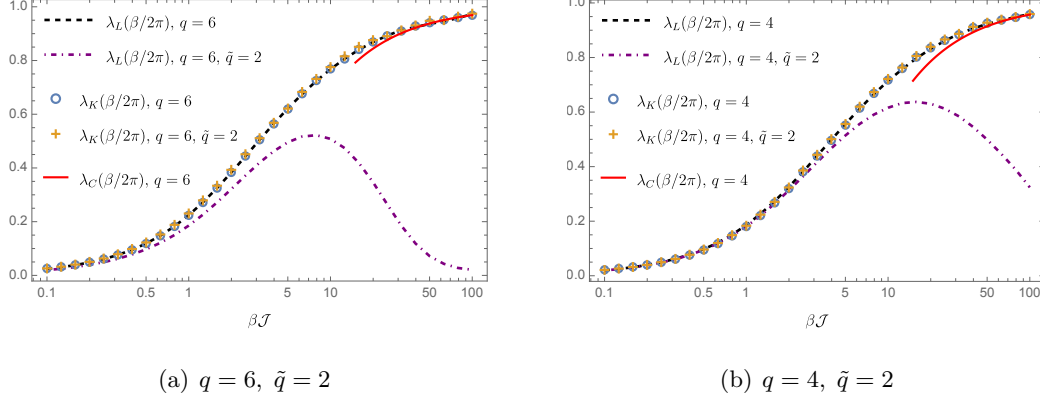 1.0
0.8
0.6
0.4
0.2
0.0
λ_L(β/2π), q = 6
λ_L(β/2π), q = 6, q̃ = 2
λ_K(β/2π), q = 6
λ_K(β/2π), q = 6, q̃ = 2
λ_C(β/2π), q = 6
0.1 0.5 1 5 10 50 100
β𝒥
(a) q = 6, q̃ = 2
1.0
0.8
0.6
0.4
0.2
0.0
λ_L(β/2π), q = 4
λ_L(β/2π), q = 4, q̃ = 2
λ_K(β/2π), q = 4
λ_K(β/2π), q = 4, q̃ = 2
λ_C(β/2π), q = 4
0.1 0.5 1 5 10 50 100
β𝒥
(b) q = 4, q̃ = 2